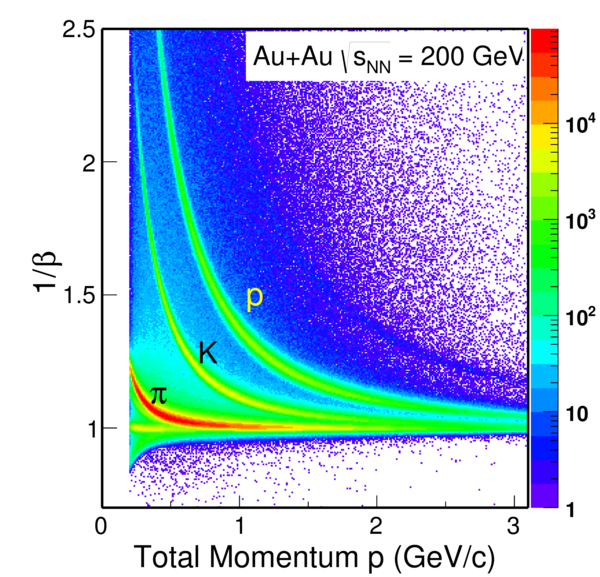 2.5
Au+Au √sNN = 200 GeV
10^4
2
10^3
1/β
1.5
p
10^2
K
π
10
1
1
0
1
2
3
Total Momentum p (GeV/c)